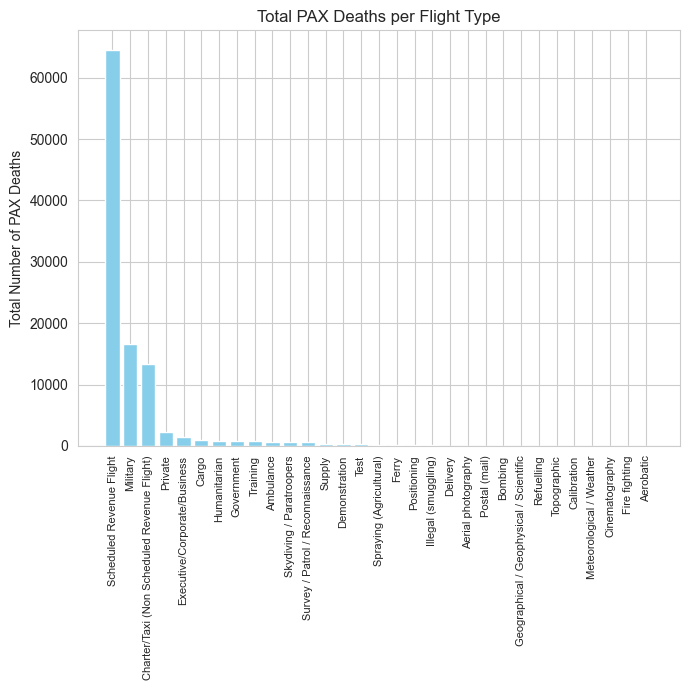 Total PAX Deaths per Flight Type
Total Number of PAX Deaths
60000
50000
40000
30000
20000
10000
0
Scheduled Revenue Flight
Military
Charter/Taxi (Non Scheduled Revenue Flight)
Private
Executive/Corporate/Business
Cargo
Humanitarian
Government
Training
Ambulance
Skydiving / Paratroopers
Survey / Patrol / Reconnaissance
Supply
Demonstration
Test
Spraying (Agricultural)
Ferry
Positioning
Illegal (smuggling)
Delivery
Aerial photography
Postal (mail)
Bombing
Geographical / Geophysical / Scientific
Refuelling
Topographic
Calibration
Meteorological / Weather
Cinematography
Fire fighting
Aerobatic